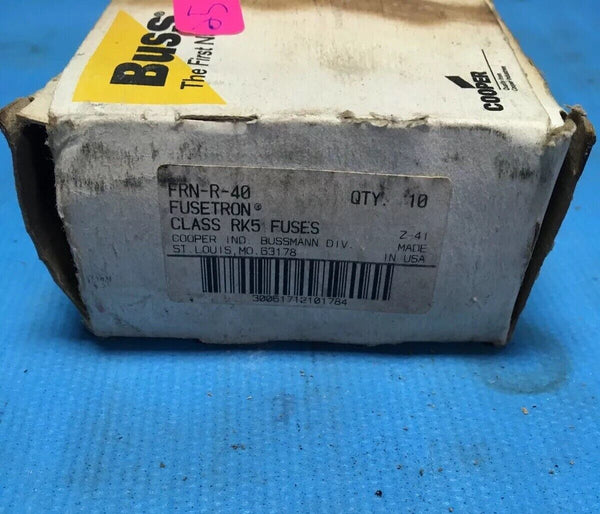 25
Buss®
The First N
COOPER
FRN-R-40 QTY. 10
FUSETRON®
CLASS RK5 FUSES Z-41
COOPER IND. BUSSMANN DIV. MADE
ST. LOUIS, MO. 63178 IN USA
30051712101784